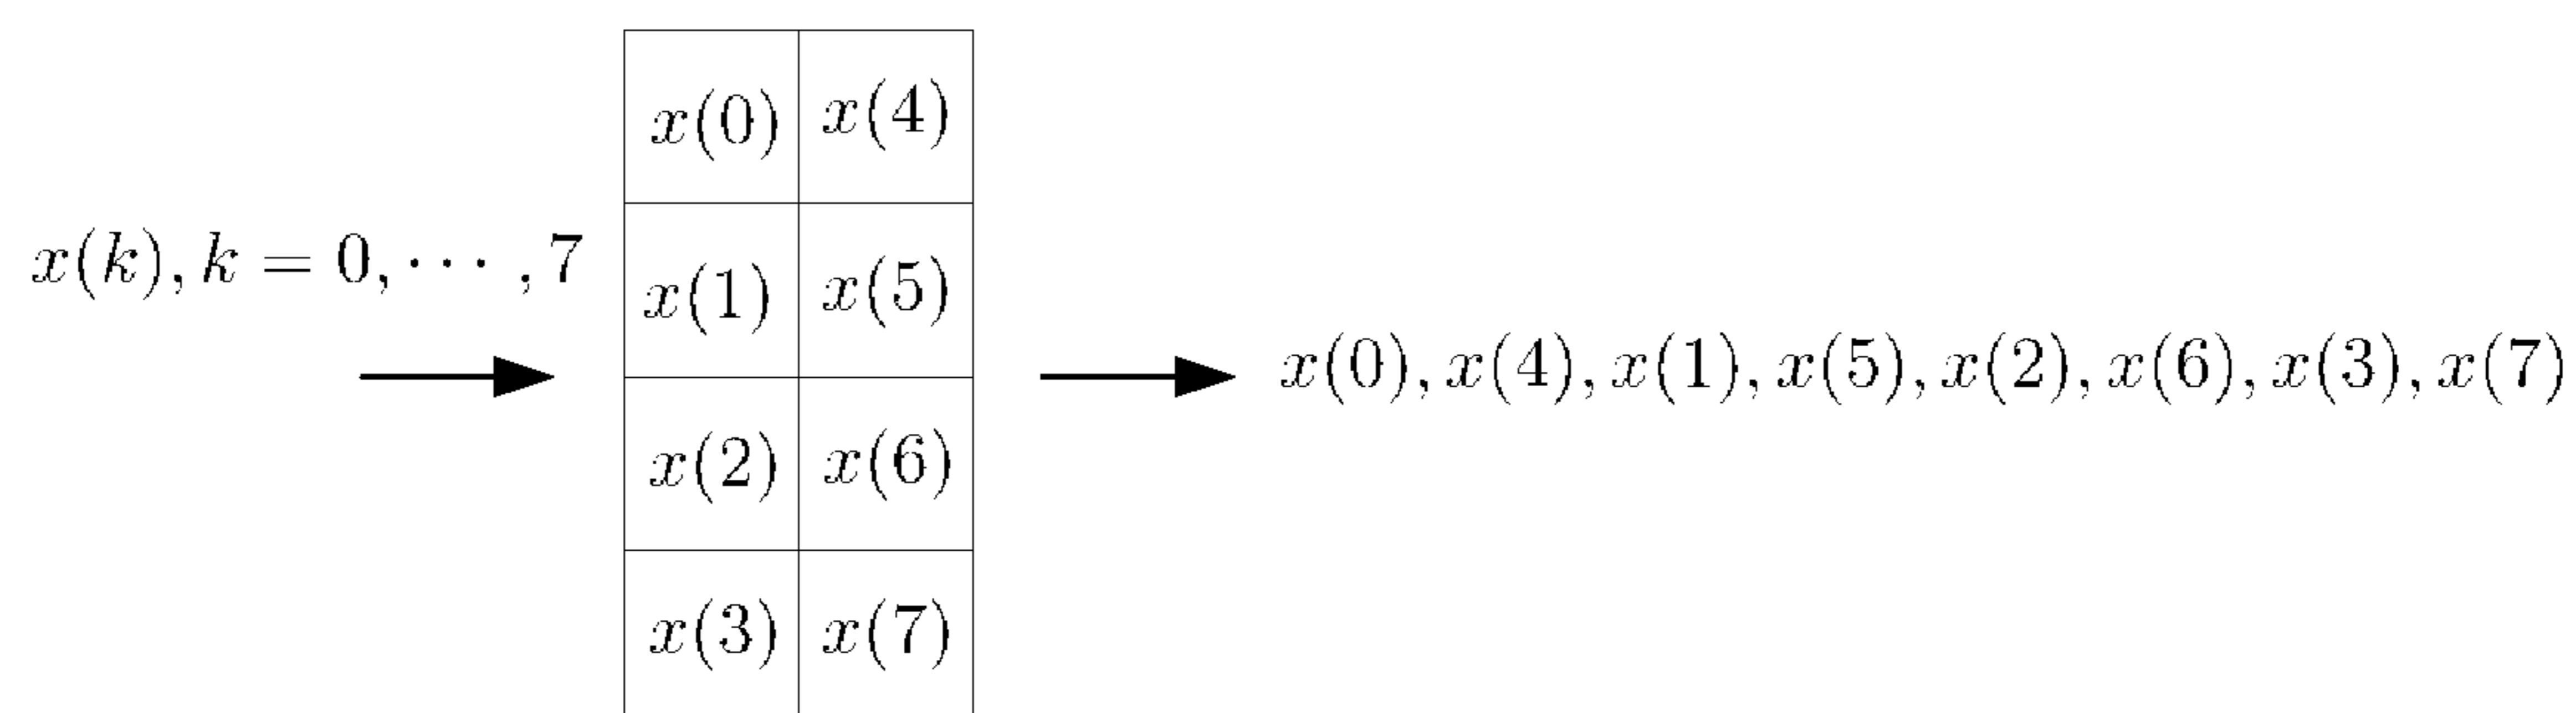 x(k), k = 0, ··· , 7
x(0) x(4)
x(1) x(5)
x(2) x(6)
x(3) x(7)
x(0), x(4), x(1), x(5), x(2), x(6), x(3), x(7)